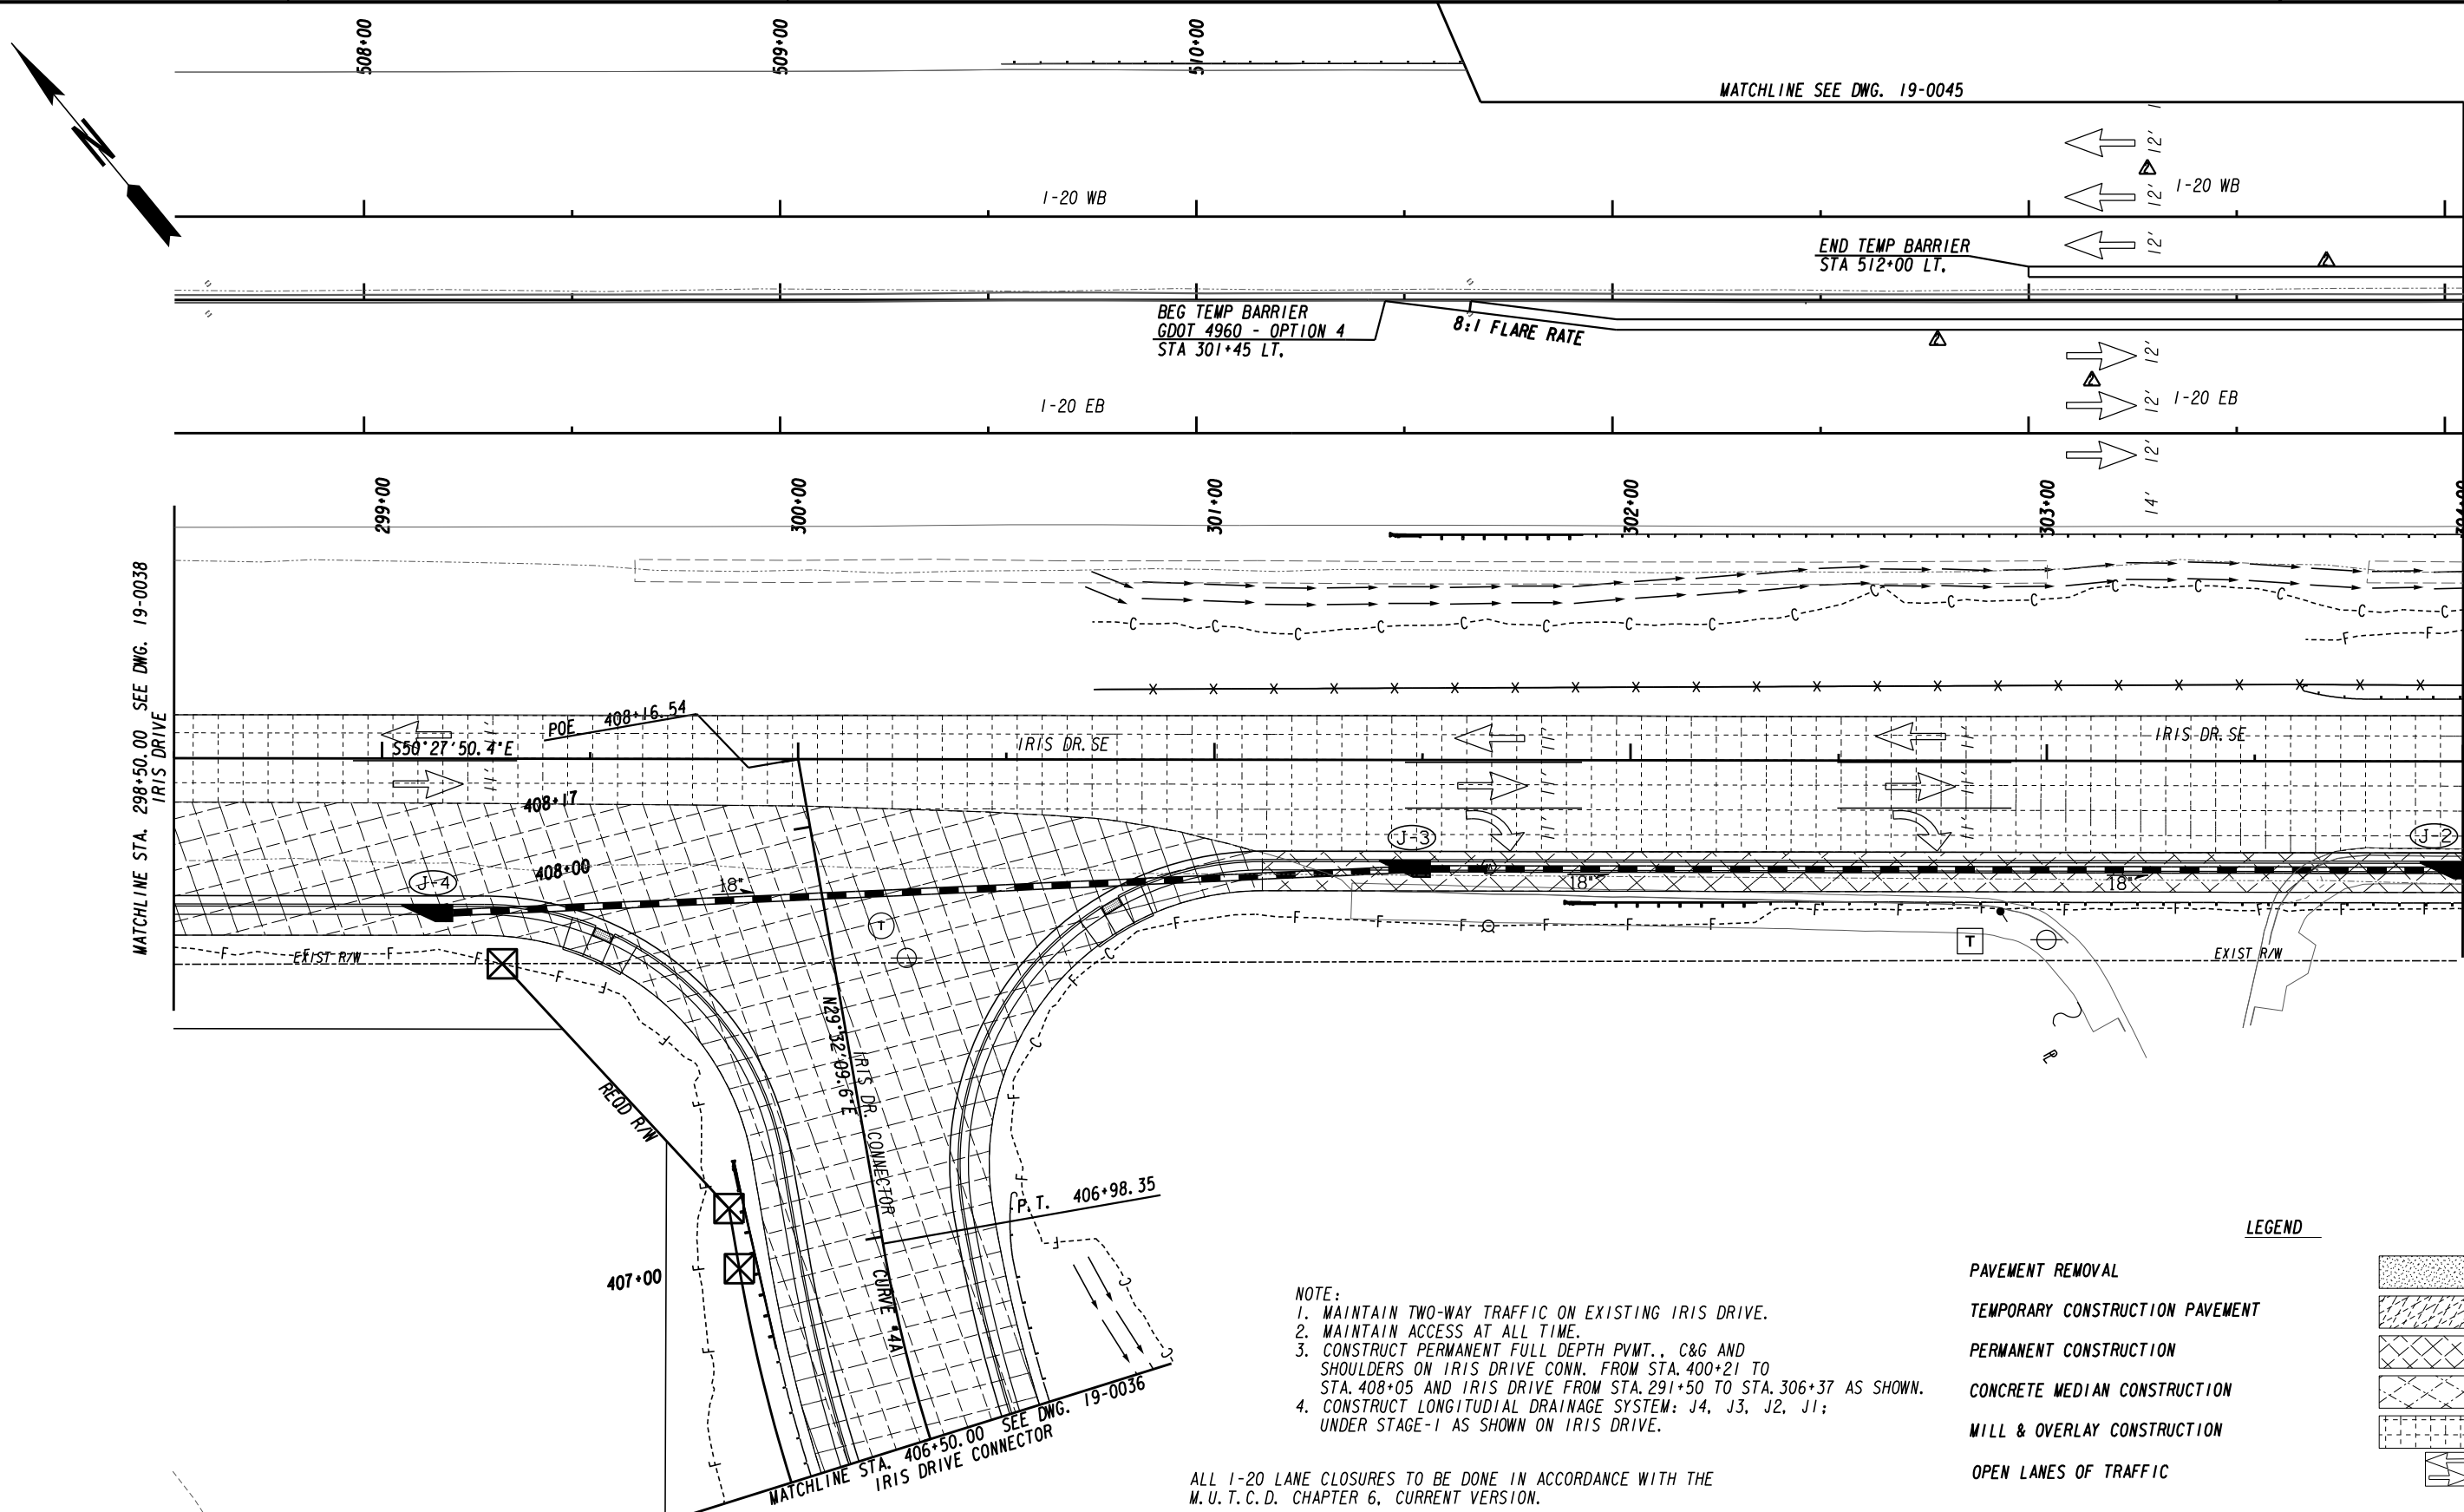 508+00
509+00
510+00
MATCHLINE SEE DWG. 19-0045
N
12'
I-20 WB
12'
I-20 WB
12'
END TEMP BARRIER
STA 512+00 LT.
BEG TEMP BARRIER
GDOT 4960 - OPTION 4
STA 301+45 LT.
8:1 FLARE RATE
12'
I-20 EB
12'
I-20 EB
12'
14'
299+00
300+00
301+00
302+00
303+00
304+00
MATCHLINE STA. 298+50.00 SEE DWG. 19-0038
IRIS DRIVE
C C C C C C C C C C C C C C C C C
F F
X X X X X X X X X X X X X X X X X X X X X X
POE 408+16.54
S50°27'50.4"E
IRIS DR. SE
IRIS DR. SE
11' 11' 11'
11' 11' 11'
11' 11'
408+17
408+00
J-4
J-3
J-2
18"
18"
18"
T
T
EXIST R/W
EXIST R/W
REQD R/W
N29°32'09.6"E
IRIS DR. CONNECTOR
P.T. 406+98.35
CURVE #4A
407+00
MATCHLINE STA. 406+50.00 SEE DWG. 19-0036
IRIS DRIVE CONNECTOR
NOTE:
1. MAINTAIN TWO-WAY TRAFFIC ON EXISTING IRIS DRIVE.
2. MAINTAIN ACCESS AT ALL TIME.
3. CONSTRUCT PERMANENT FULL DEPTH PVMT., C&G AND
SHOULDERS ON IRIS DRIVE CONN. FROM STA. 400+21 TO
STA. 408+05 AND IRIS DRIVE FROM STA. 291+50 TO STA. 306+37 AS SHOWN.
4. CONSTRUCT LONGITUDIAL DRAINAGE SYSTEM: J4, J3, J2, J1;
UNDER STAGE-1 AS SHOWN ON IRIS DRIVE.
ALL I-20 LANE CLOSURES TO BE DONE IN ACCORDANCE WITH THE
M.U.T.C.D. CHAPTER 6, CURRENT VERSION.
LEGEND
PAVEMENT REMOVAL
TEMPORARY CONSTRUCTION PAVEMENT
PERMANENT CONSTRUCTION
CONCRETE MEDIAN CONSTRUCTION
MILL & OVERLAY CONSTRUCTION
OPEN LANES OF TRAFFIC